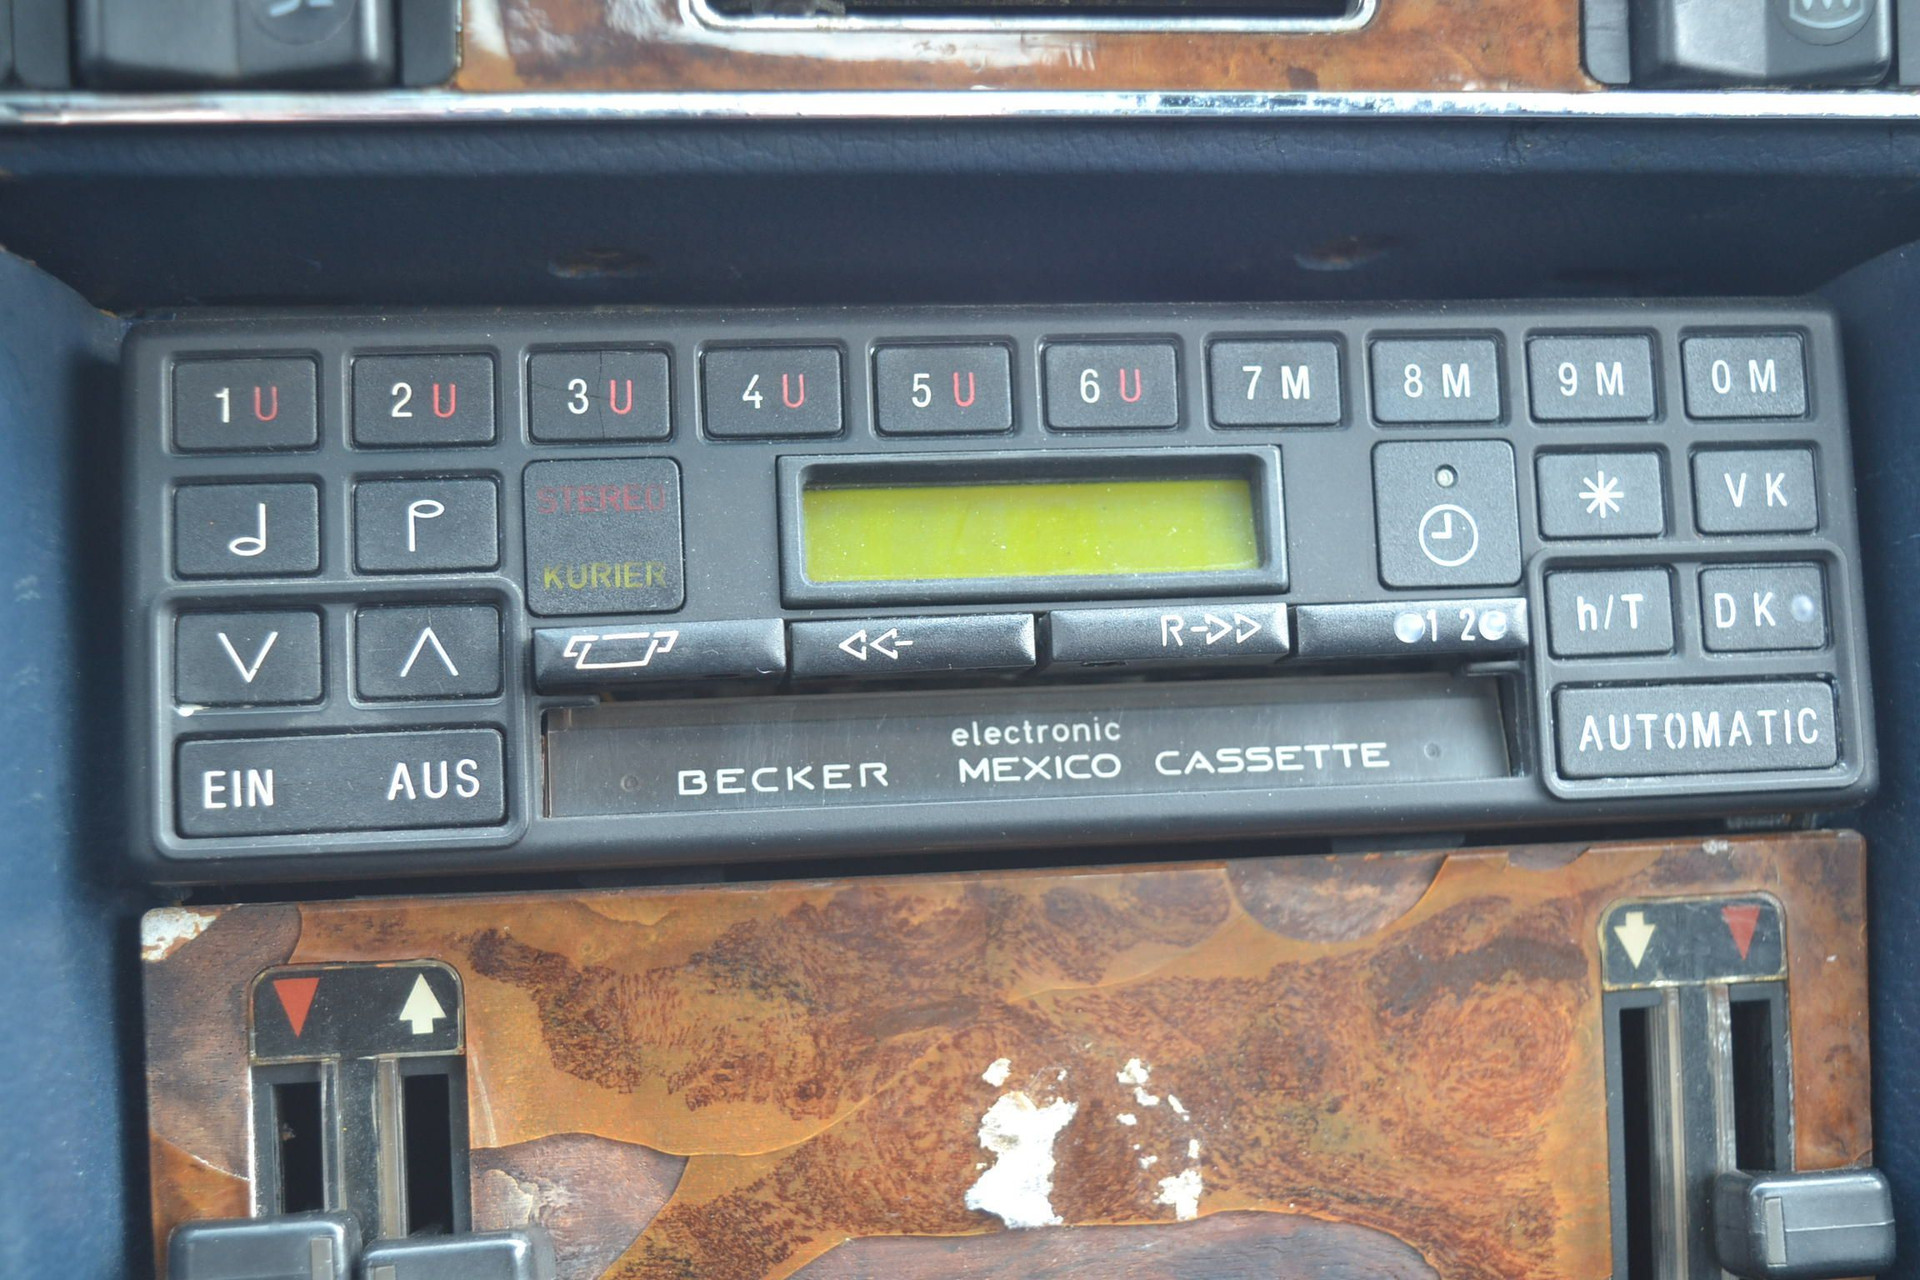 1 U 2 U 3 U 4 U 5 U 6 U 7 M 8 M 9 M 0 M
STEREO
* VK
KURIER
h/T DK
R 1 2
EIN AUS
electronic
BECKER MEXICO CASSETTE
AUTOMATIC